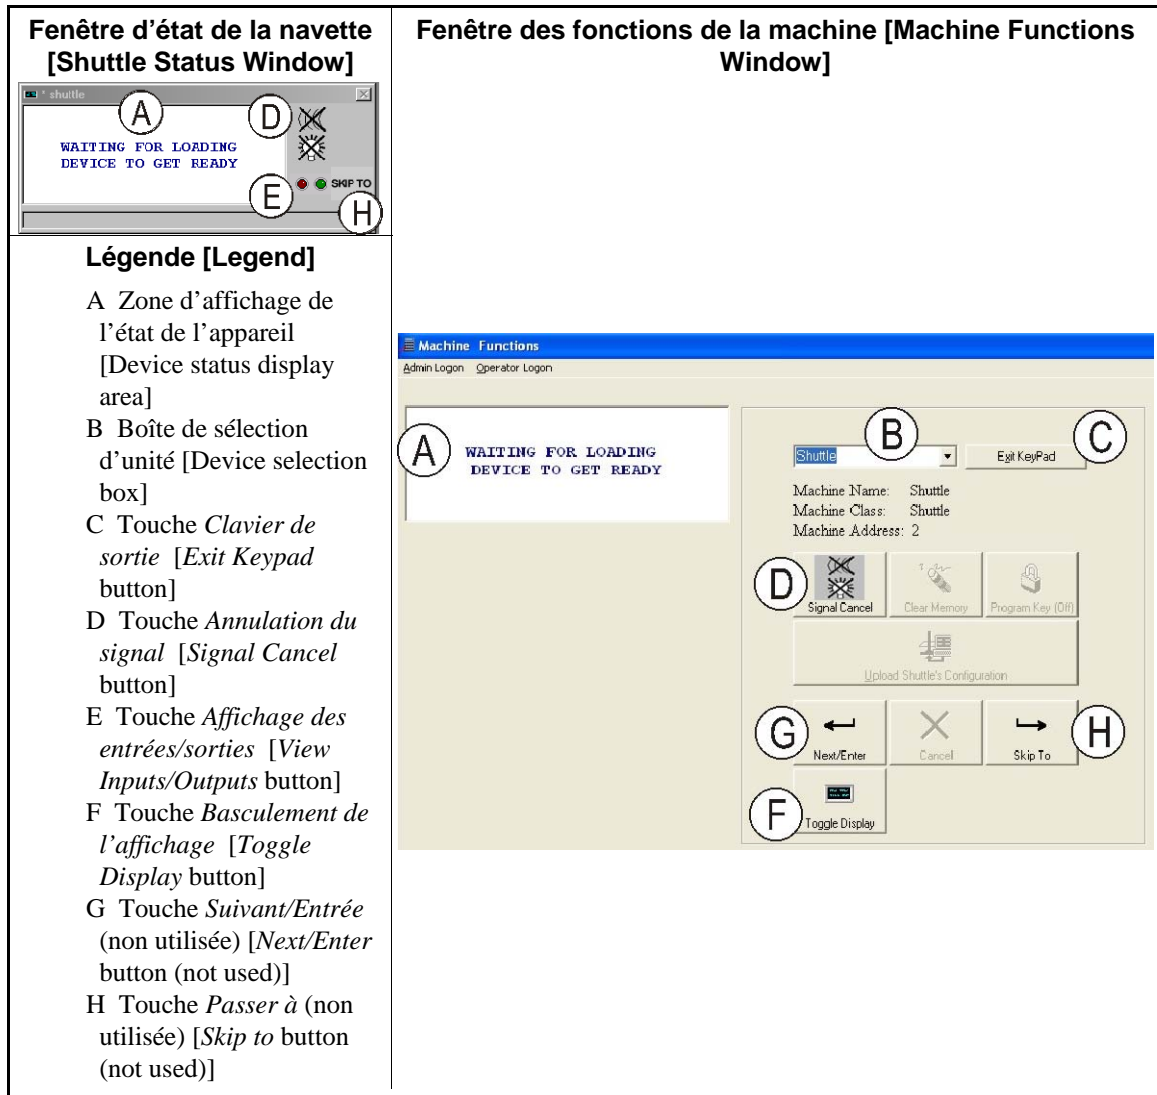 Fenêtre d’état de la navette
[Shuttle Status Window]
* shuttle
A
D
WAITING FOR LOADING
DEVICE TO GET READY
E
SKIP TO
H
Légende [Legend]
A Zone d’affichage de
l’état de l’appareil
[Device status display
area]
B Boîte de sélection
d’unité [Device selection
box]
C Touche Clavier de
sortie [Exit Keypad
button]
D Touche Annulation du
signal [Signal Cancel
button]
E Touche Affichage des
entrées/sorties [View
Inputs/Outputs button]
F Touche Basculement de
l’affichage [Toggle
Display button]
G Touche Suivant/Entrée
(non utilisée) [Next/Enter
button (not used)]
H Touche Passer à (non
utilisée) [Skip to button
(not used)]
Fenêtre des fonctions de la machine [Machine Functions
Window]
Machine Functions
Admin Logon Operator Logon
A
WAITING FOR LOADING
DEVICE TO GET READY
B
C
Shuttle
Exit KeyPad
Machine Name: Shuttle
Machine Class: Shuttle
Machine Address: 2
D
Signal Cancel
Clear Memory
Program Key (Off)
Upload Shuttle's Configuration
G
Next/Enter
Cancel
Skip To
H
F
Toggle Display